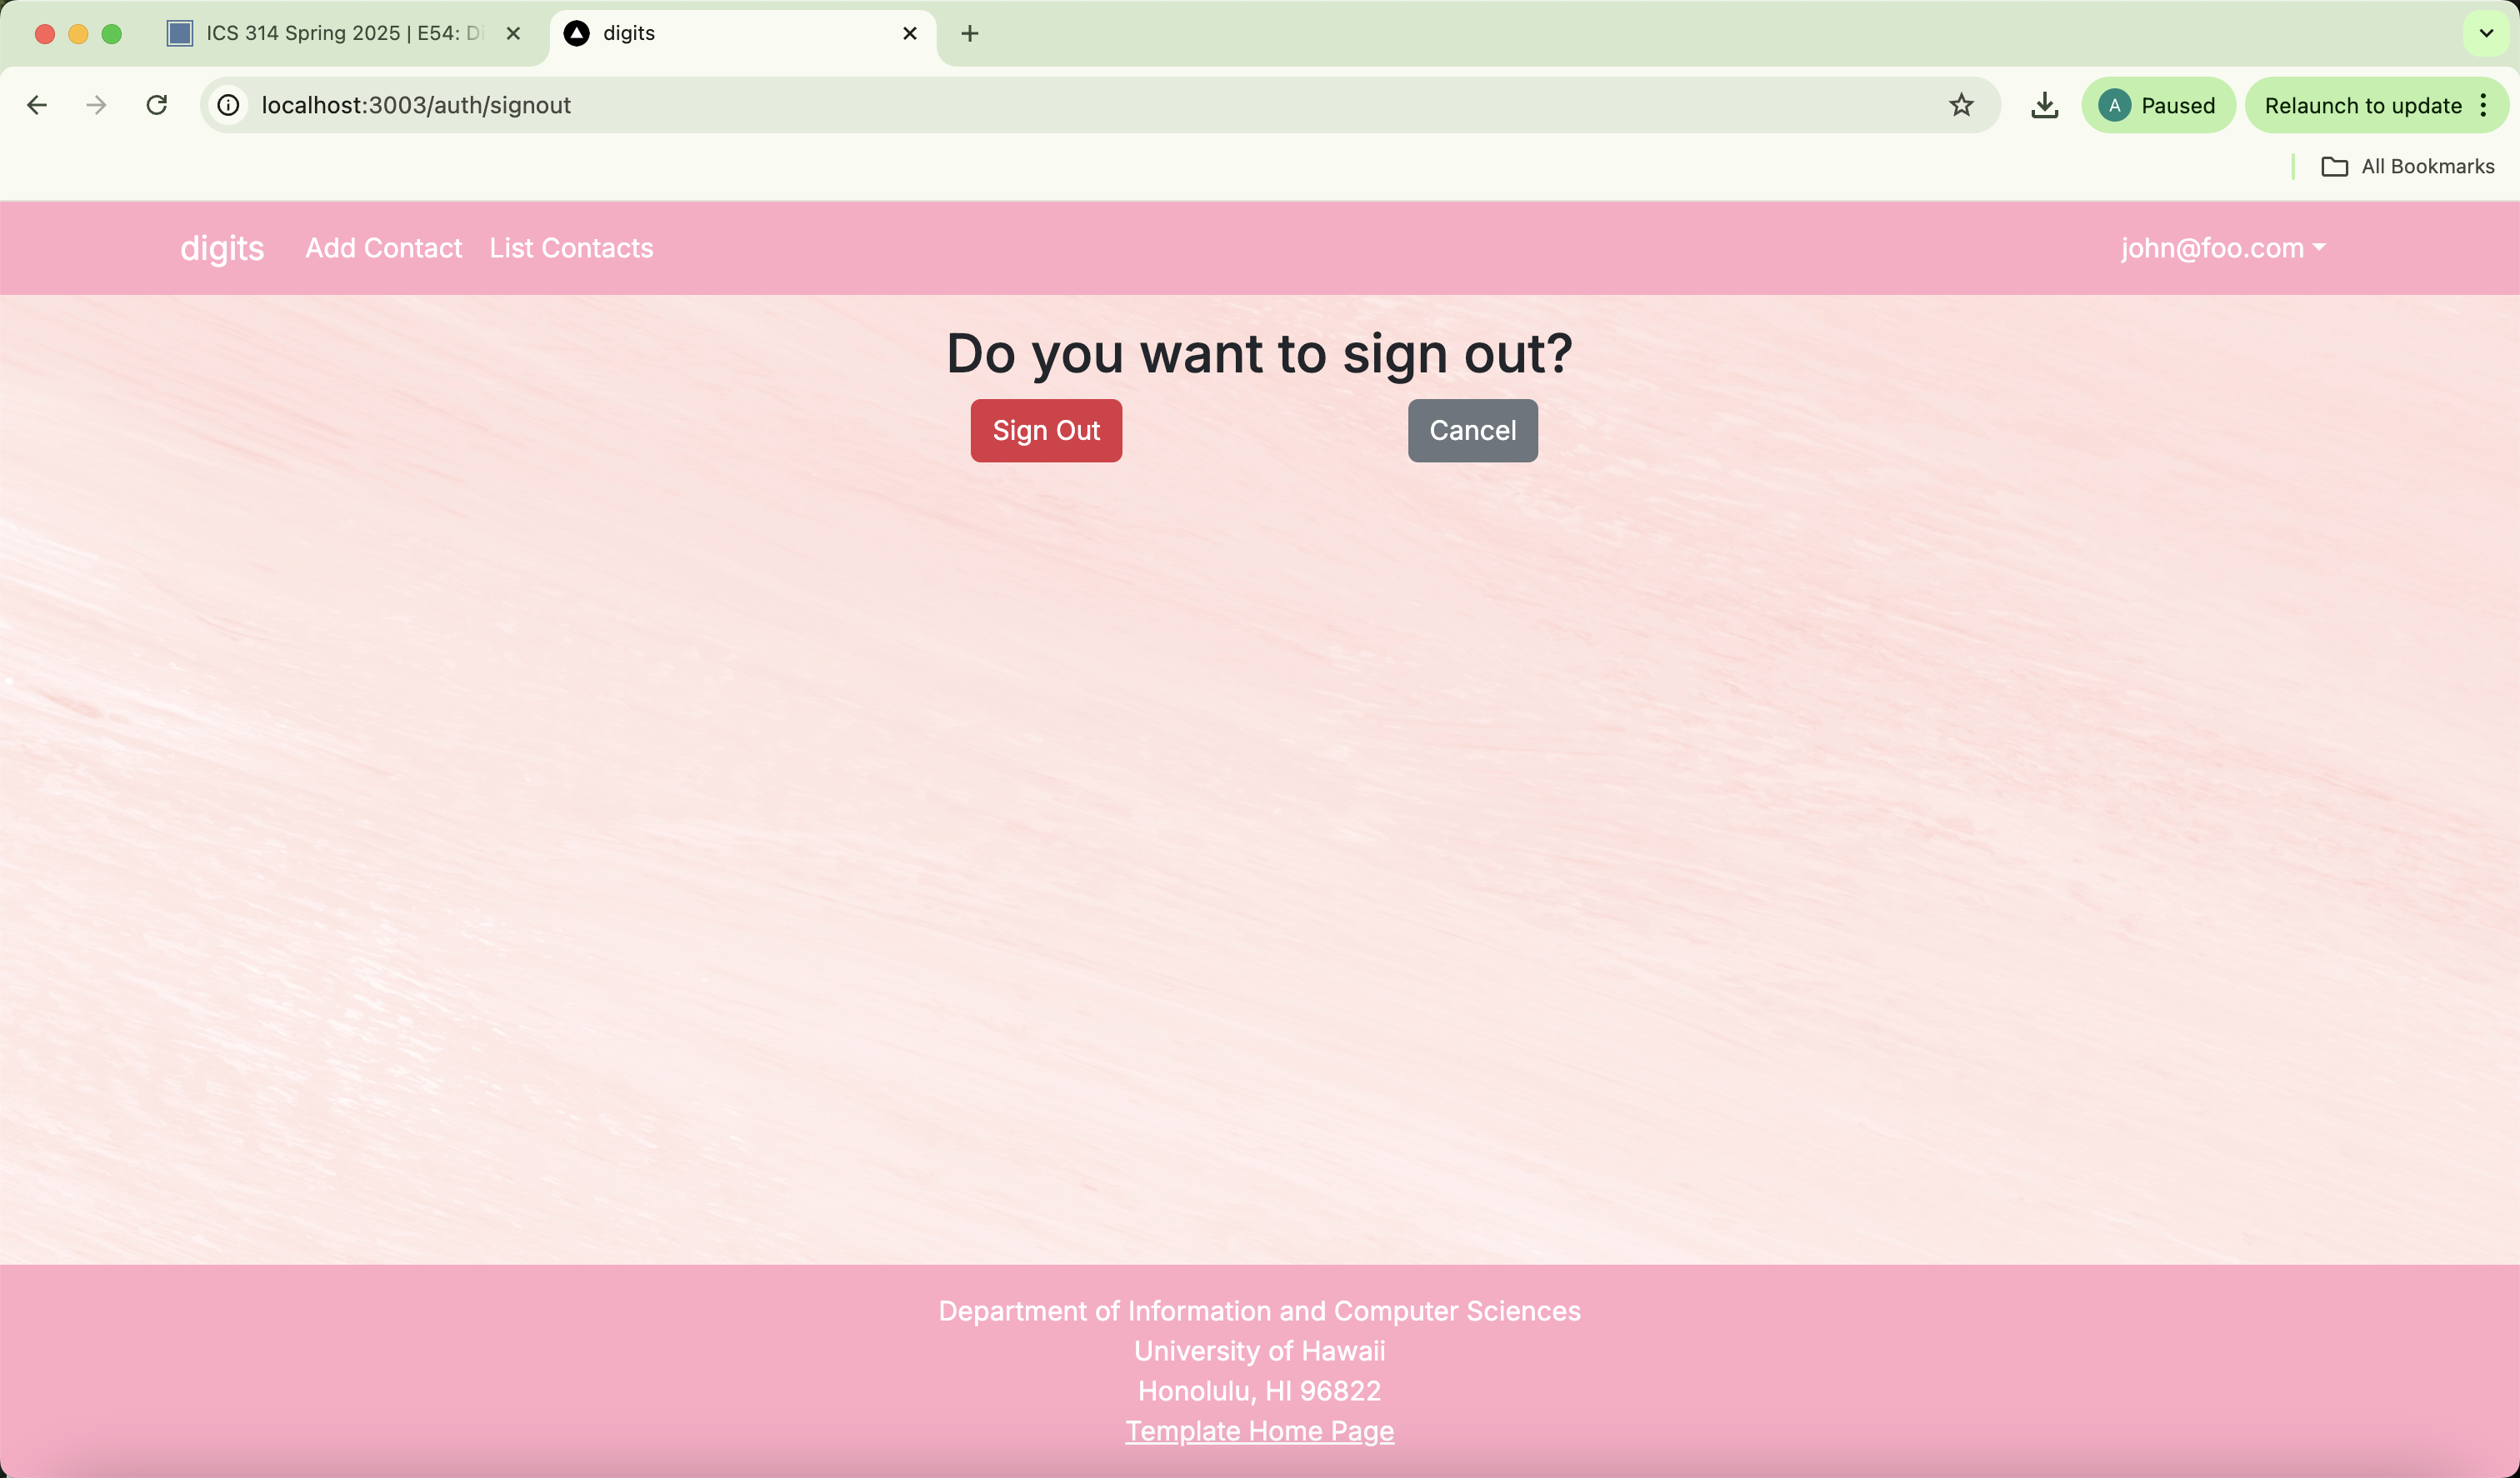 ICS 314 Spring 2025 | E54: Di
digits
localhost:3003/auth/signout
A Paused
Relaunch to update
All Bookmarks
digits Add Contact List Contacts john@foo.com
Do you want to sign out?
Sign Out Cancel
Department of Information and Computer Sciences
University of Hawaii
Honolulu, HI 96822
Template Home Page